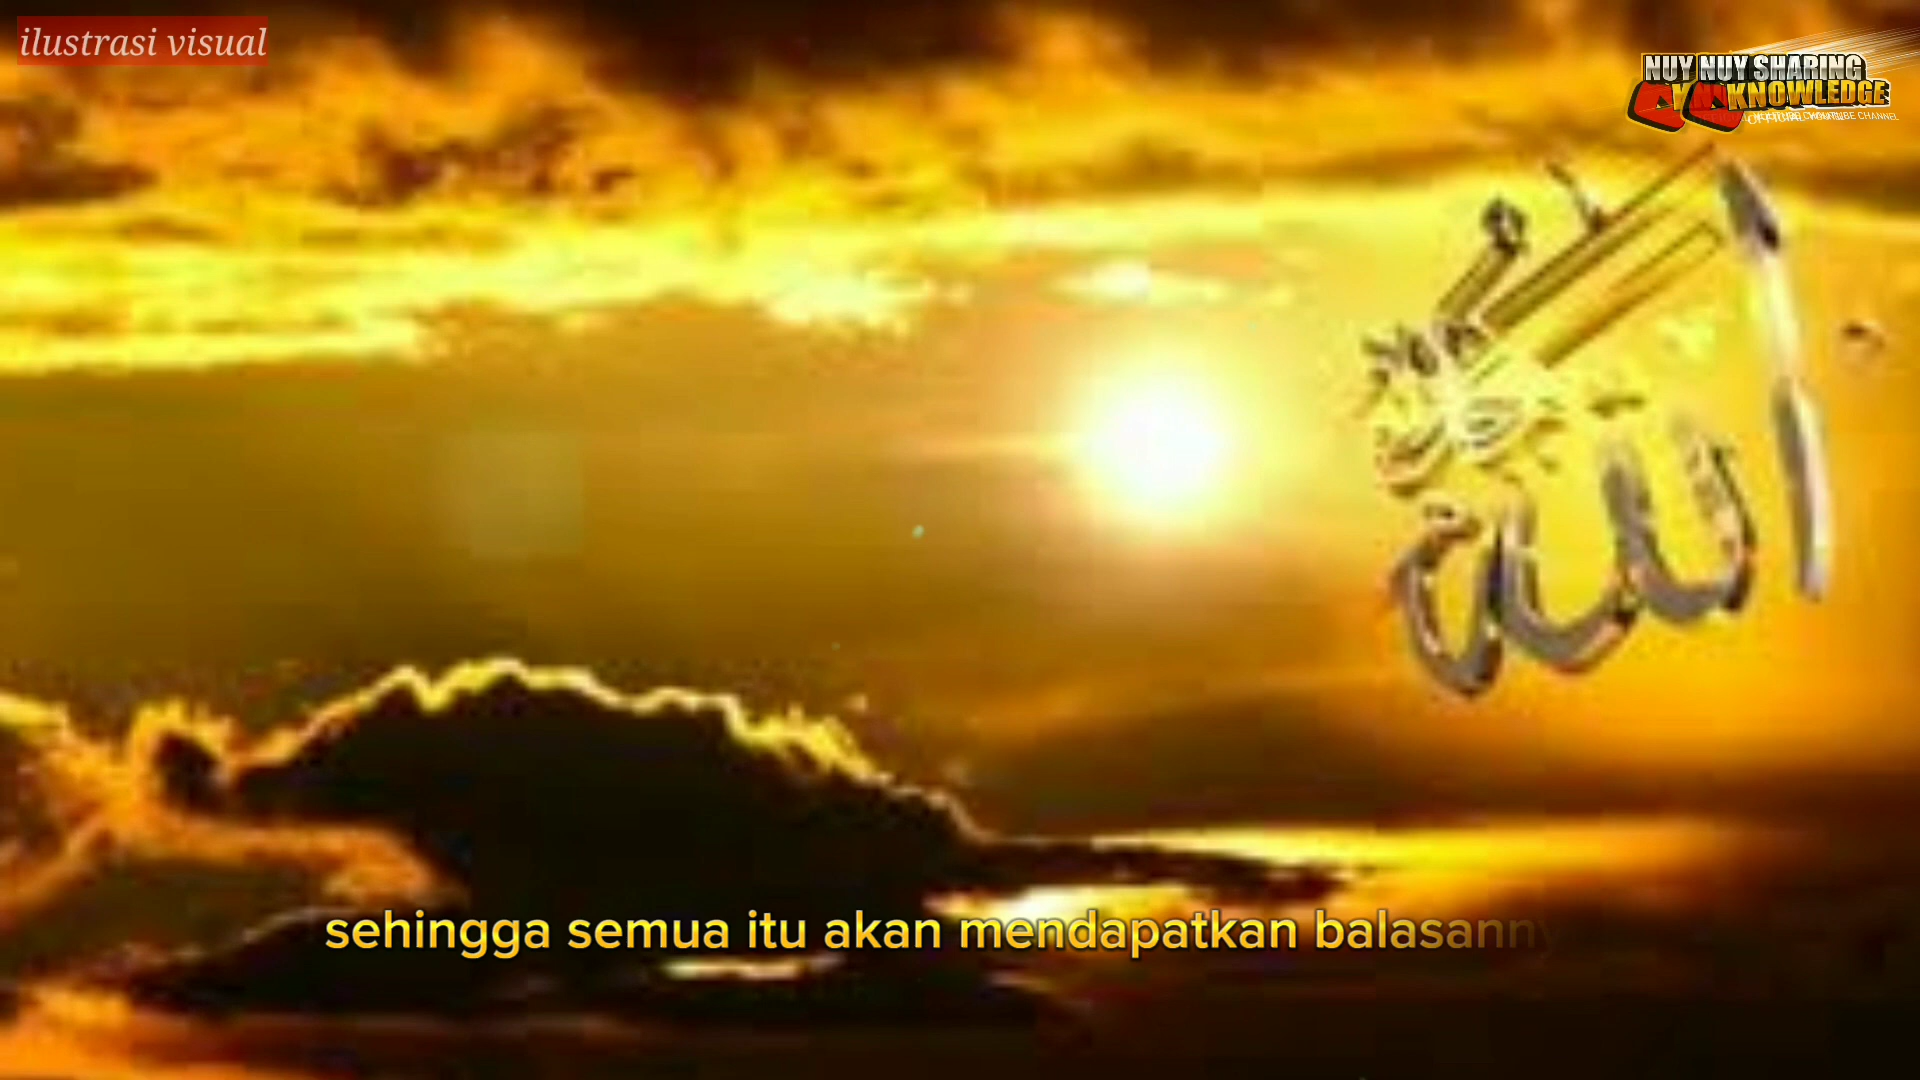 ilustrasi visual
NUY NUY SHARING
KNOWLEDGE
الله
sehingga semua itu akan mendapatkan balasann